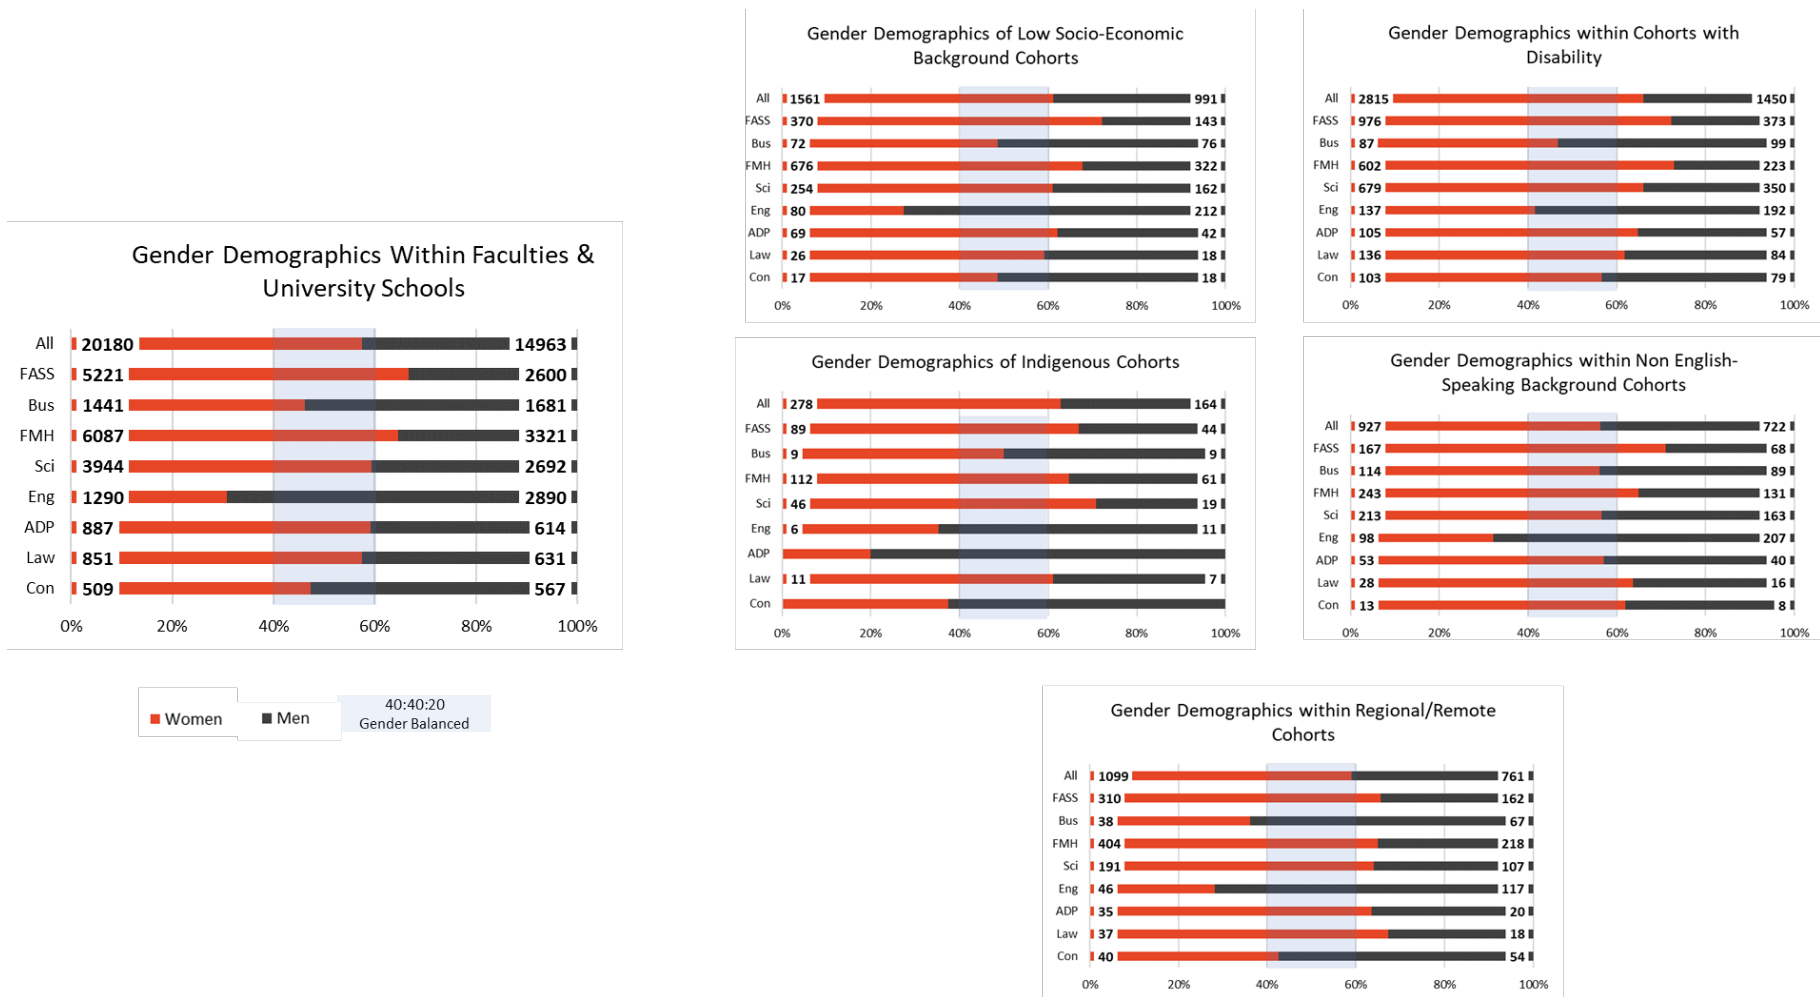 Gender Demographics Within Faculties &
University Schools
All 20180 14963
FASS 5221 2600
Bus 1441 1681
FMH 6087 3321
Sci 3944 2692
Eng 1290 2890
ADP 887 614
Law 851 631
Con 509 567
0% 20% 40% 60% 80% 100%
Women Men
40:40:20
Gender Balanced
Gender Demographics of Low Socio-Economic
Background Cohorts
All 1561 991
FASS 370 143
Bus 72 76
FMH 676 322
Sci 254 162
Eng 80 212
ADP 69 42
Law 26 18
Con 17 18
0% 20% 40% 60% 80% 100%
Gender Demographics within Cohorts with
Disability
All 2815 1450
FASS 976 373
Bus 87 99
FMH 602 223
Sci 679 350
Eng 137 192
ADP 105 57
Law 136 84
Con 103 79
0% 20% 40% 60% 80% 100%
Gender Demographics of Indigenous Cohorts
All 278 164
FASS 89 44
Bus 9 9
FMH 112 61
Sci 46 19
Eng 6 11
ADP
Law 11 7
Con
0% 20% 40% 60% 80% 100%
Gender Demographics within Non English-
Speaking Background Cohorts
All 927 722
FASS 167 68
Bus 114 89
FMH 243 131
Sci 213 163
Eng 98 207
ADP 53 40
Law 28 16
Con 13 8
0% 20% 40% 60% 80% 100%
Gender Demographics within Regional/Remote
Cohorts
All 1099 761
FASS 310 162
Bus 38 67
FMH 404 218
Sci 191 107
Eng 46 117
ADP 35 20
Law 37 18
Con 40 54
0% 20% 40% 60% 80% 100%